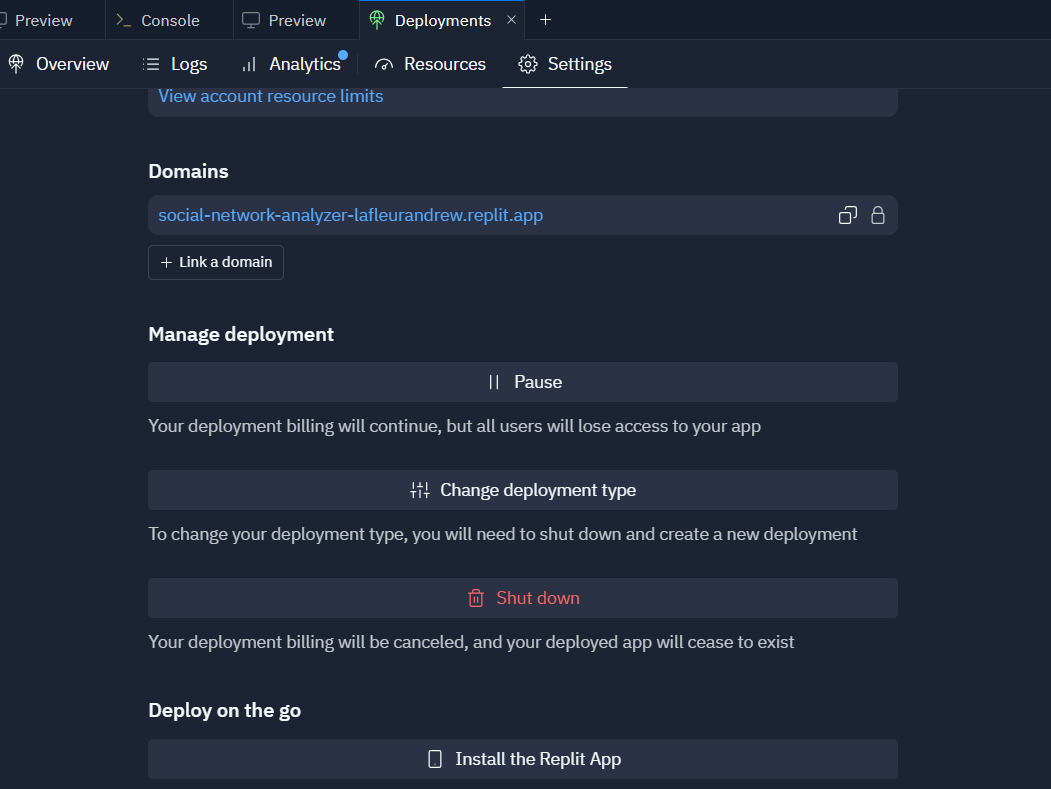 Preview
Console
Preview
Deployments
Overview
Logs
Analytics
Resources
Settings
View account resource limits
Domains
social-network-analyzer-lafleurandrew.replit.app
Link a domain
Manage deployment
Pause
Your deployment billing will continue, but all users will lose access to your app
Change deployment type
To change your deployment type, you will need to shut down and create a new deployment
Shut down
Your deployment billing will be canceled, and your deployed app will cease to exist
Deploy on the go
Install the Replit App